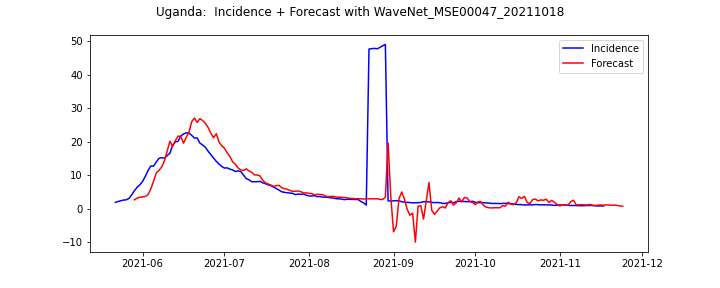 Uganda:  Incidence + Forecast with WaveNet_MSE00047_20211018
Incidence
Forecast
50
40
30
20
10
0
−10
2021-06 2021-07 2021-08 2021-09 2021-10 2021-11 2021-12